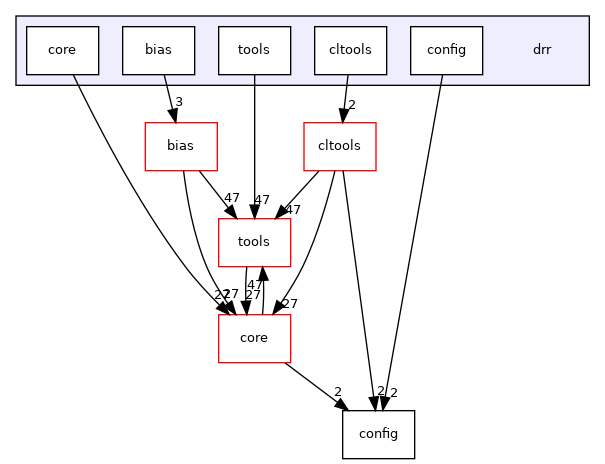 core bias tools cltools config drr
3 2
bias cltools
47 47 47
tools
47 27 27 27 27
core
2 2 2
config